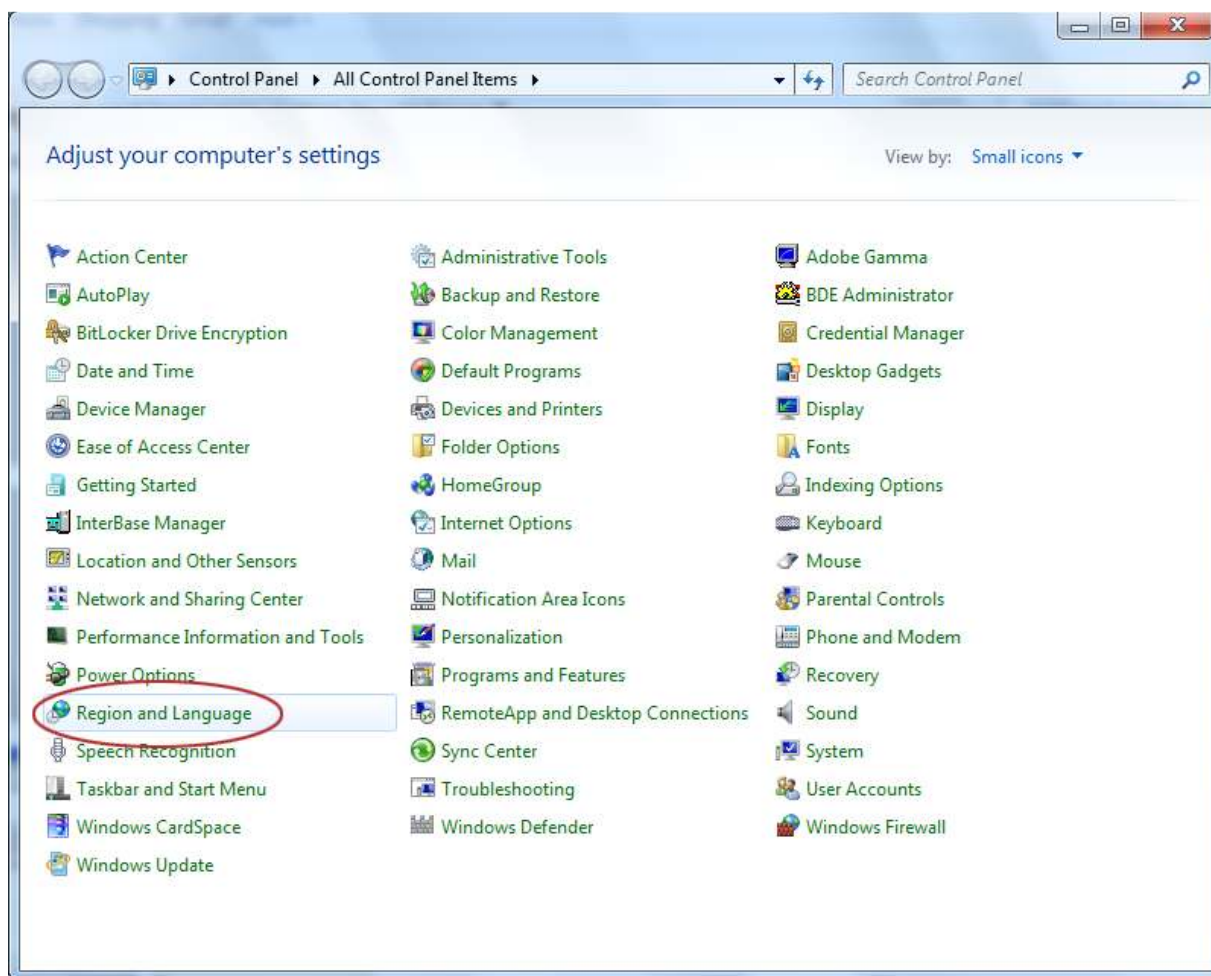 Control Panel All Control Panel Items Search Control Panel
Adjust your computer's settings View by: Small icons
Action Center Administrative Tools Adobe Gamma
AutoPlay Backup and Restore BDE Administrator
BitLocker Drive Encryption Color Management Credential Manager
Date and Time Default Programs Desktop Gadgets
Device Manager Devices and Printers Display
Ease of Access Center Folder Options Fonts
Getting Started HomeGroup Indexing Options
InterBase Manager Internet Options Keyboard
Location and Other Sensors Mail Mouse
Network and Sharing Center Notification Area Icons Parental Controls
Performance Information and Tools Personalization Phone and Modem
Power Options Programs and Features Recovery
Region and Language RemoteApp and Desktop Connections Sound
Speech Recognition Sync Center System
Taskbar and Start Menu Troubleshooting User Accounts
Windows CardSpace Windows Defender Windows Firewall
Windows Update